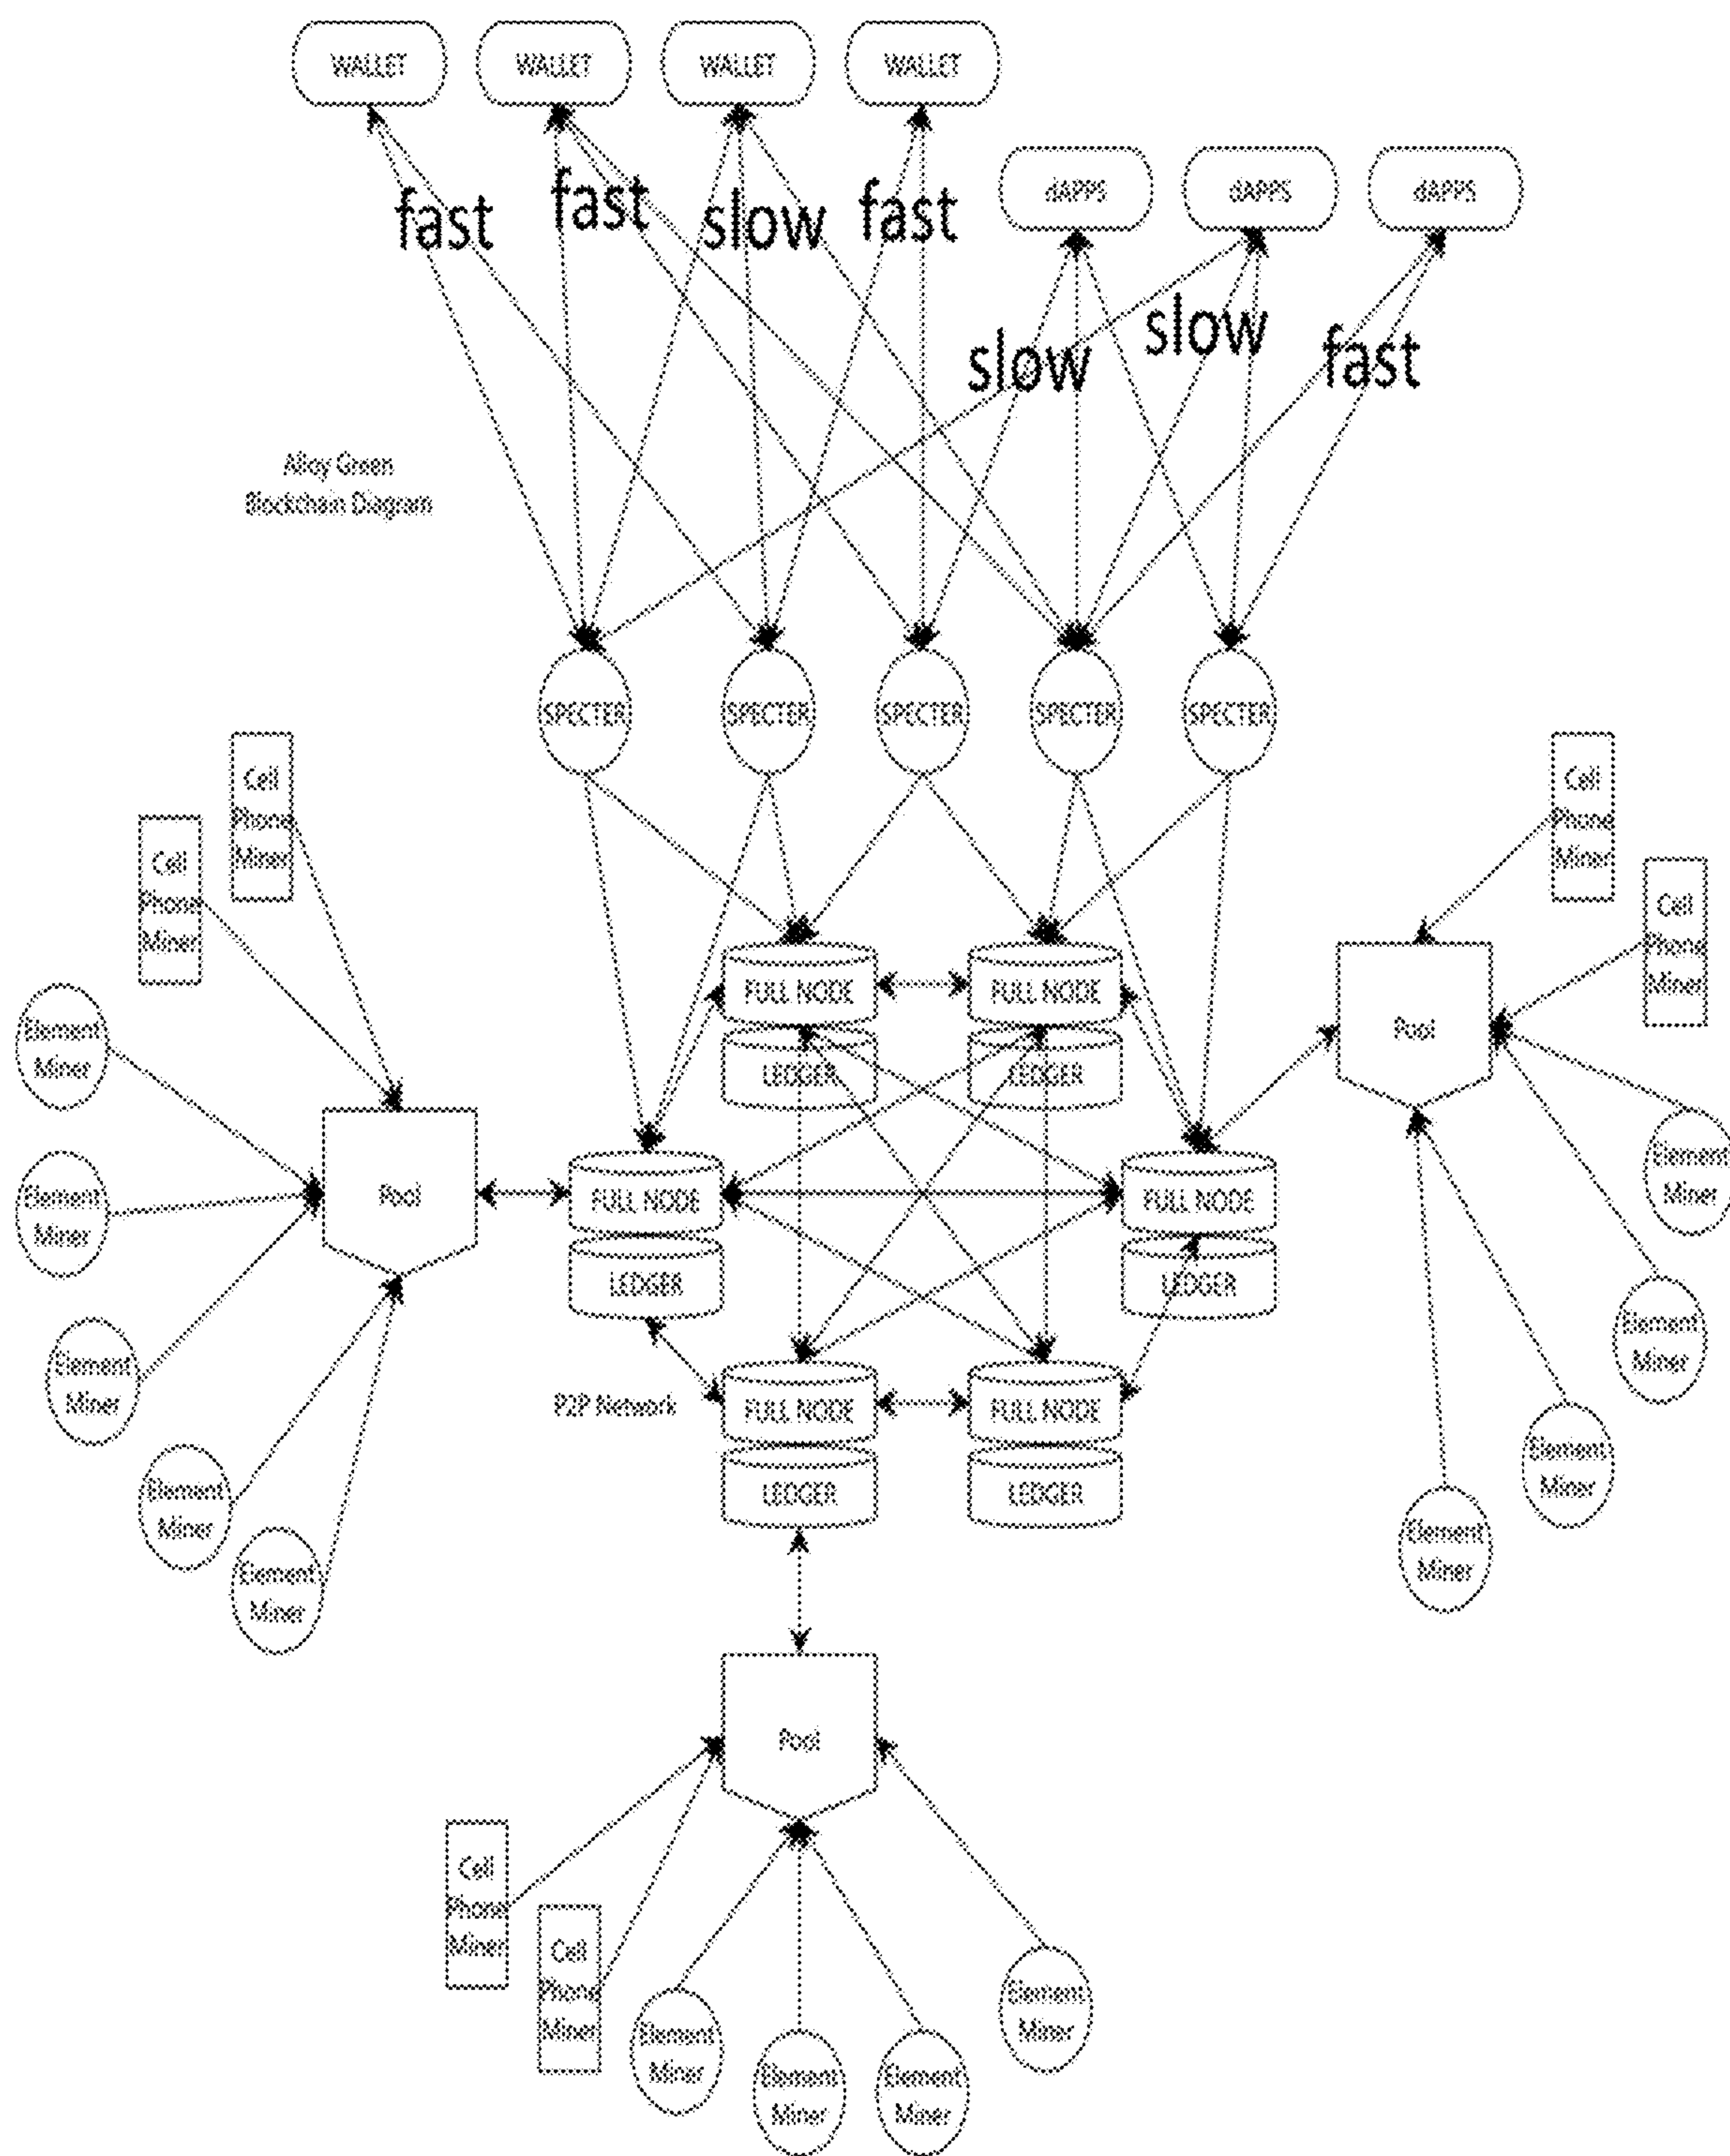 WALLET
WALLET
WALLET
WALLET
dAPPS
dAPPS
dAPPS
fast
fast
slow
fast
slow
slow
fast
Alloy Green
Blockchain Diagram
SPECTER
SPECTER
SPECTER
SPECTER
SPECTER
Cell
Phone
Miner
Cell
Phone
Miner
Cell
Phone
Miner
Cell
Phone
Miner
FULL NODE
LEDGER
FULL NODE
LEDGER
Pool
Element
Miner
Element
Miner
Pool
FULL NODE
LEDGER
FULL NODE
LEDGER
Element
Miner
Element
Miner
Element
Miner
P2P Network
FULL NODE
LEDGER
FULL NODE
LEDGER
Element
Miner
Element
Miner
Element
Miner
Element
Miner
Pool
Cell
Phone
Miner
Cell
Phone
Miner
Element
Miner
Element
Miner
Element
Miner
Element
Miner